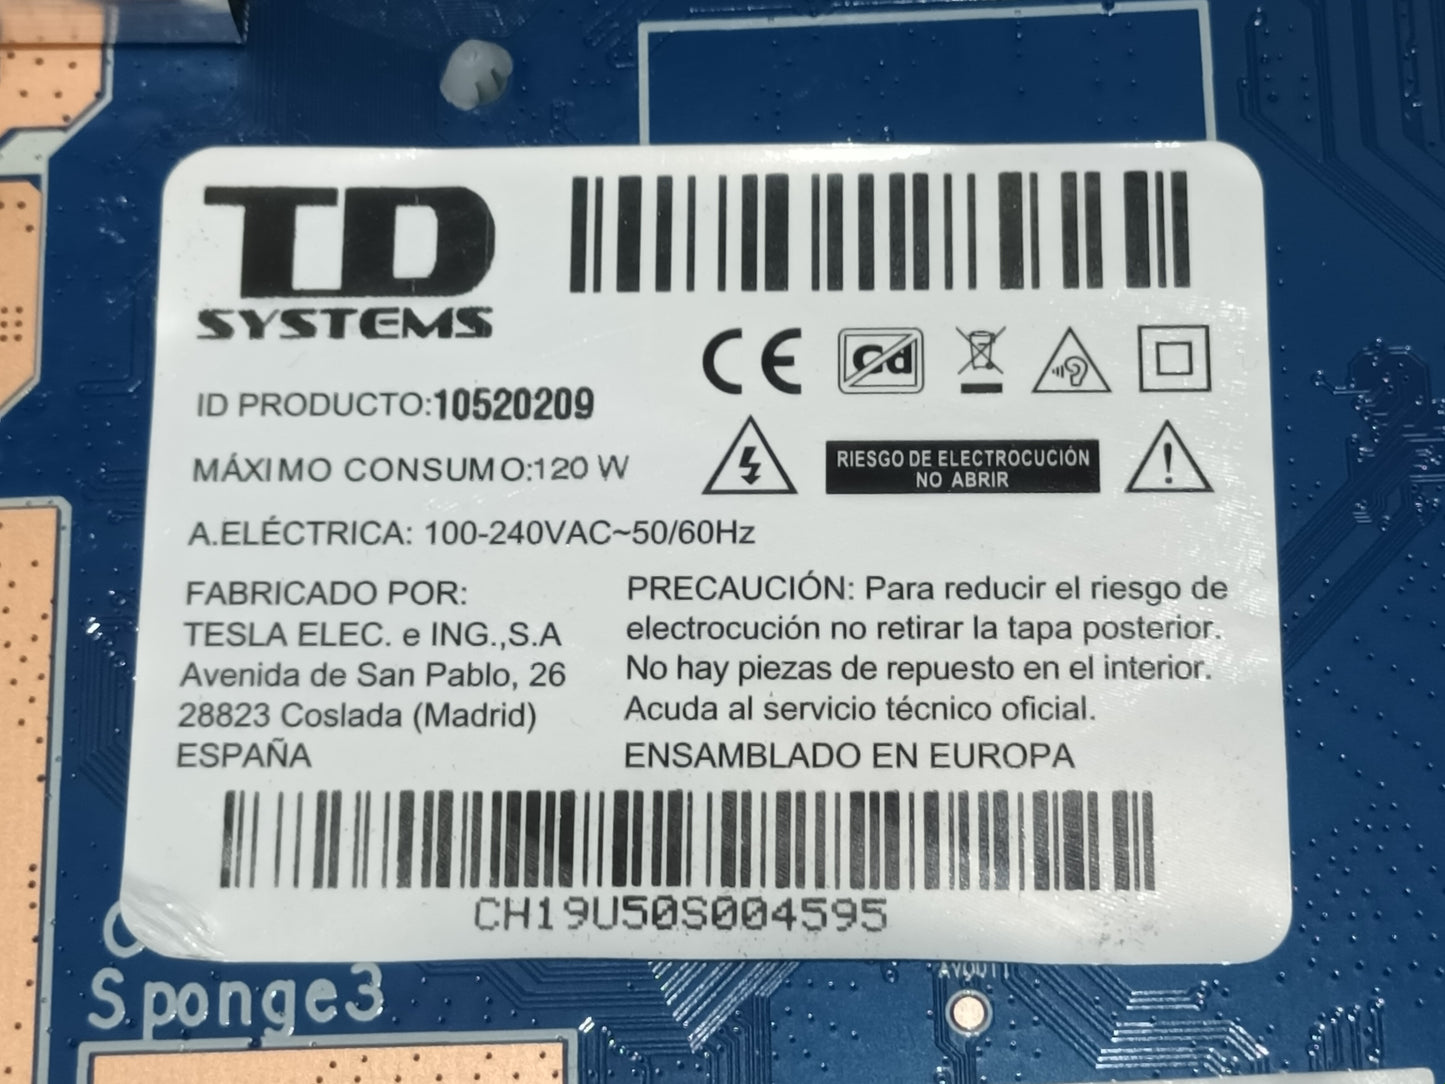 TD
SYSTEMS
ID PRODUCTO:10520209
MÁXIMO CONSUMO:120 W
A.ELÉCTRICA: 100-240VAC~50/60Hz
CE
Cd
RIESGO DE ELECTROCUCIÓN
NO ABRIR
FABRICADO POR:
TESLA ELEC. e ING.,S.A
Avenida de San Pablo, 26
28823 Coslada (Madrid)
ESPAÑA
PRECAUCIÓN: Para reducir el riesgo de
electrocución no retirar la tapa posterior.
No hay piezas de repuesto en el interior.
Acuda al servicio técnico oficial.
ENSAMBLADO EN EUROPA
CH19U50S004595
Sponge3